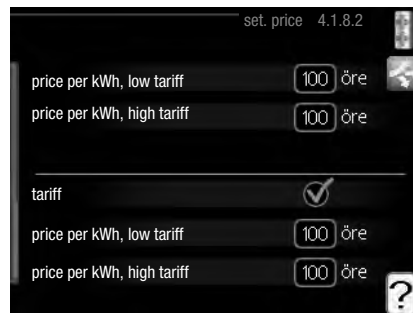 set. price 4.1.8.2
price per kWh, low tariff 100 öre
price per kWh, high tariff 100 öre
tariff
price per kWh, low tariff 100 öre
price per kWh, high tariff 100 öre
?